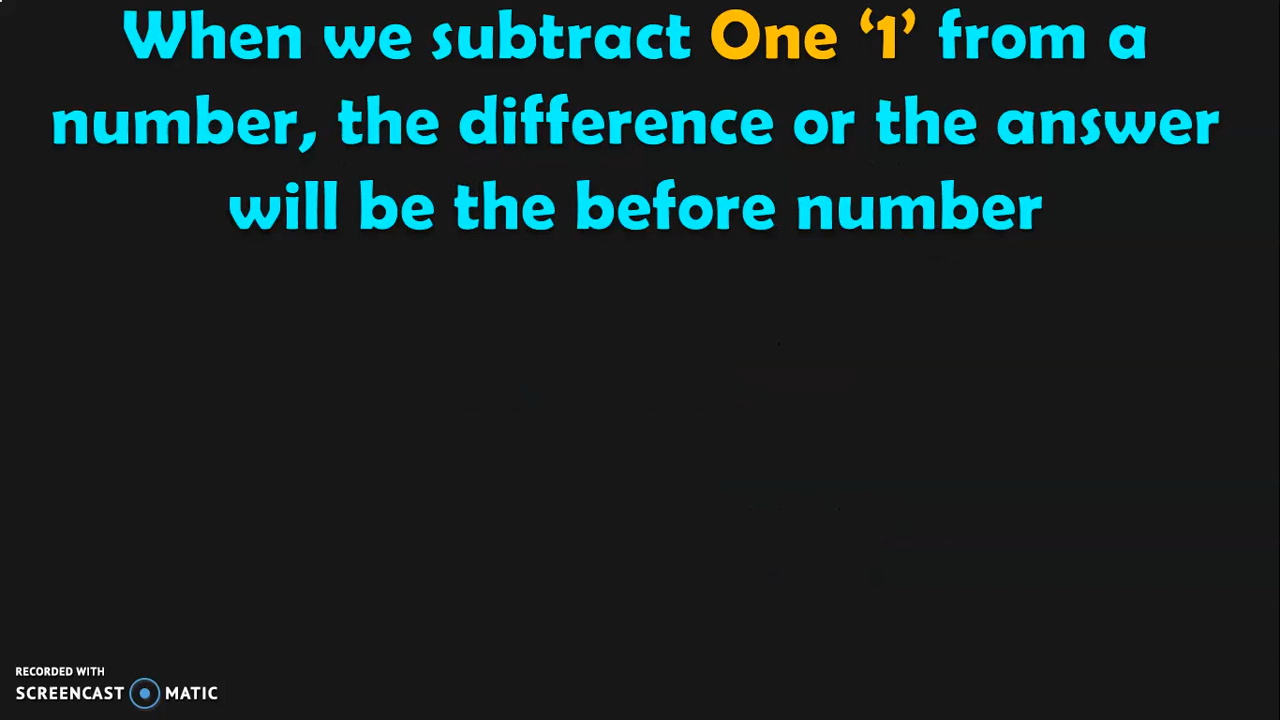 When we subtract One ‘1’ from a
number, the difference or the answer
will be the before number
RECORDED WITH
SCREENCAST MATIC